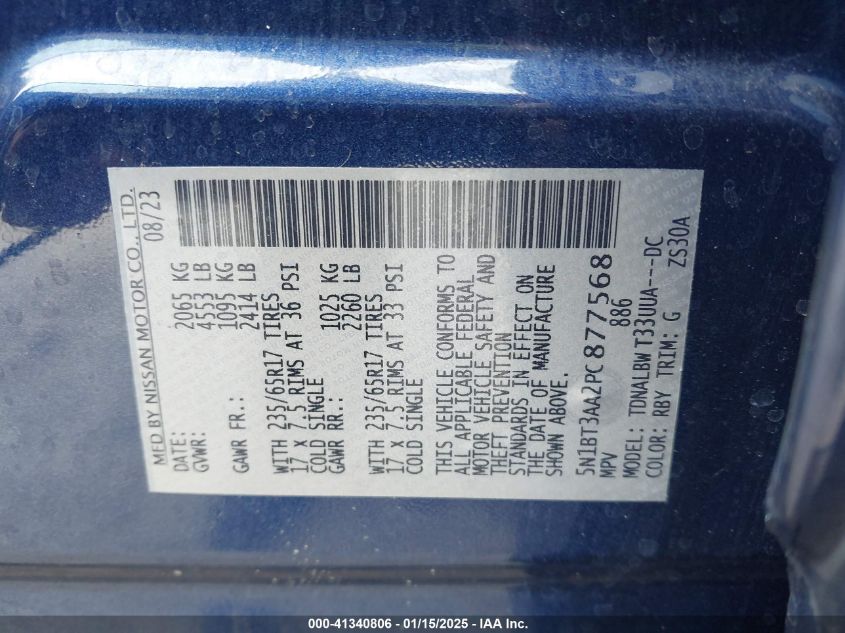 MFD BY NISSAN MOTOR CO., LTD.
DATE: 08/23
GVWR: 2065 KG
4553 LB
GAWR FR.: 1095 KG
2414 LB
WITH 235/65R17 TIRES
17 X 7.5 RIMS AT 36 PSI
COLD SINGLE
GAWR RR.: 1025 KG
2260 LB
WITH 235/65R17 TIRES
17 X 7.5 RIMS AT 33 PSI
COLD SINGLE
THIS VEHICLE CONFORMS TO
ALL APPLICABLE FEDERAL
MOTOR VEHICLE SAFETY AND
THEFT PREVENTION
STANDARDS IN EFFECT ON
THE DATE OF MANUFACTURE
SHOWN ABOVE.
5N1BT3AA2PC877568
MPV 886
MODEL: TDNALBW T33UUA----DC
COLOR: RBY TRIM: G ZS30A
000-41340806 — 01/15/2025 — IAA Inc.